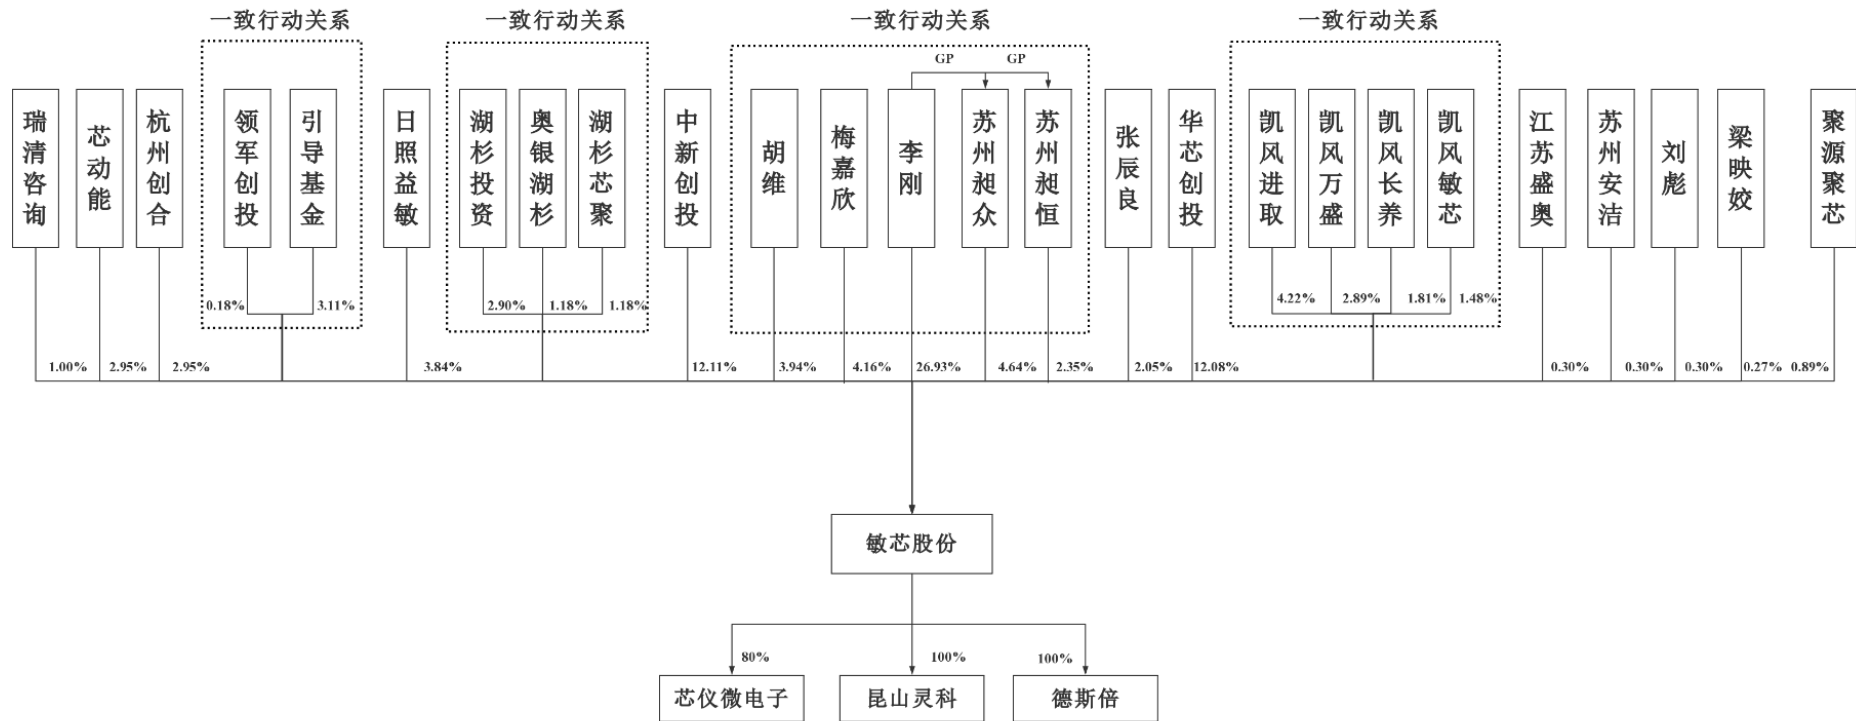 一致行动关系
一致行动关系
一致行动关系
一致行动关系
GP
GP
瑞清咨询
芯动能
杭州创合
领军创投
引导基金
日照益敏
湖杉投资
奥银湖杉
湖杉芯聚
中新创投
胡维
梅嘉欣
李刚
苏州昶众
苏州昶恒
张辰良
华芯创投
凯风进取
凯风万盛
凯风长养
凯风敏芯
江苏盛奥
苏州安洁
刘彪
梁映姣
聚源聚芯
0.18%
3.11%
2.90%
1.18%
1.18%
4.22%
2.89%
1.81%
1.48%
1.00%
2.95%
2.95%
3.84%
12.11%
3.94%
4.16%
26.93%
4.64%
2.35%
2.05%
12.08%
0.30%
0.30%
0.30%
0.27%
0.89%
敏芯股份
80%
100%
100%
芯仪微电子
昆山灵科
德斯倍